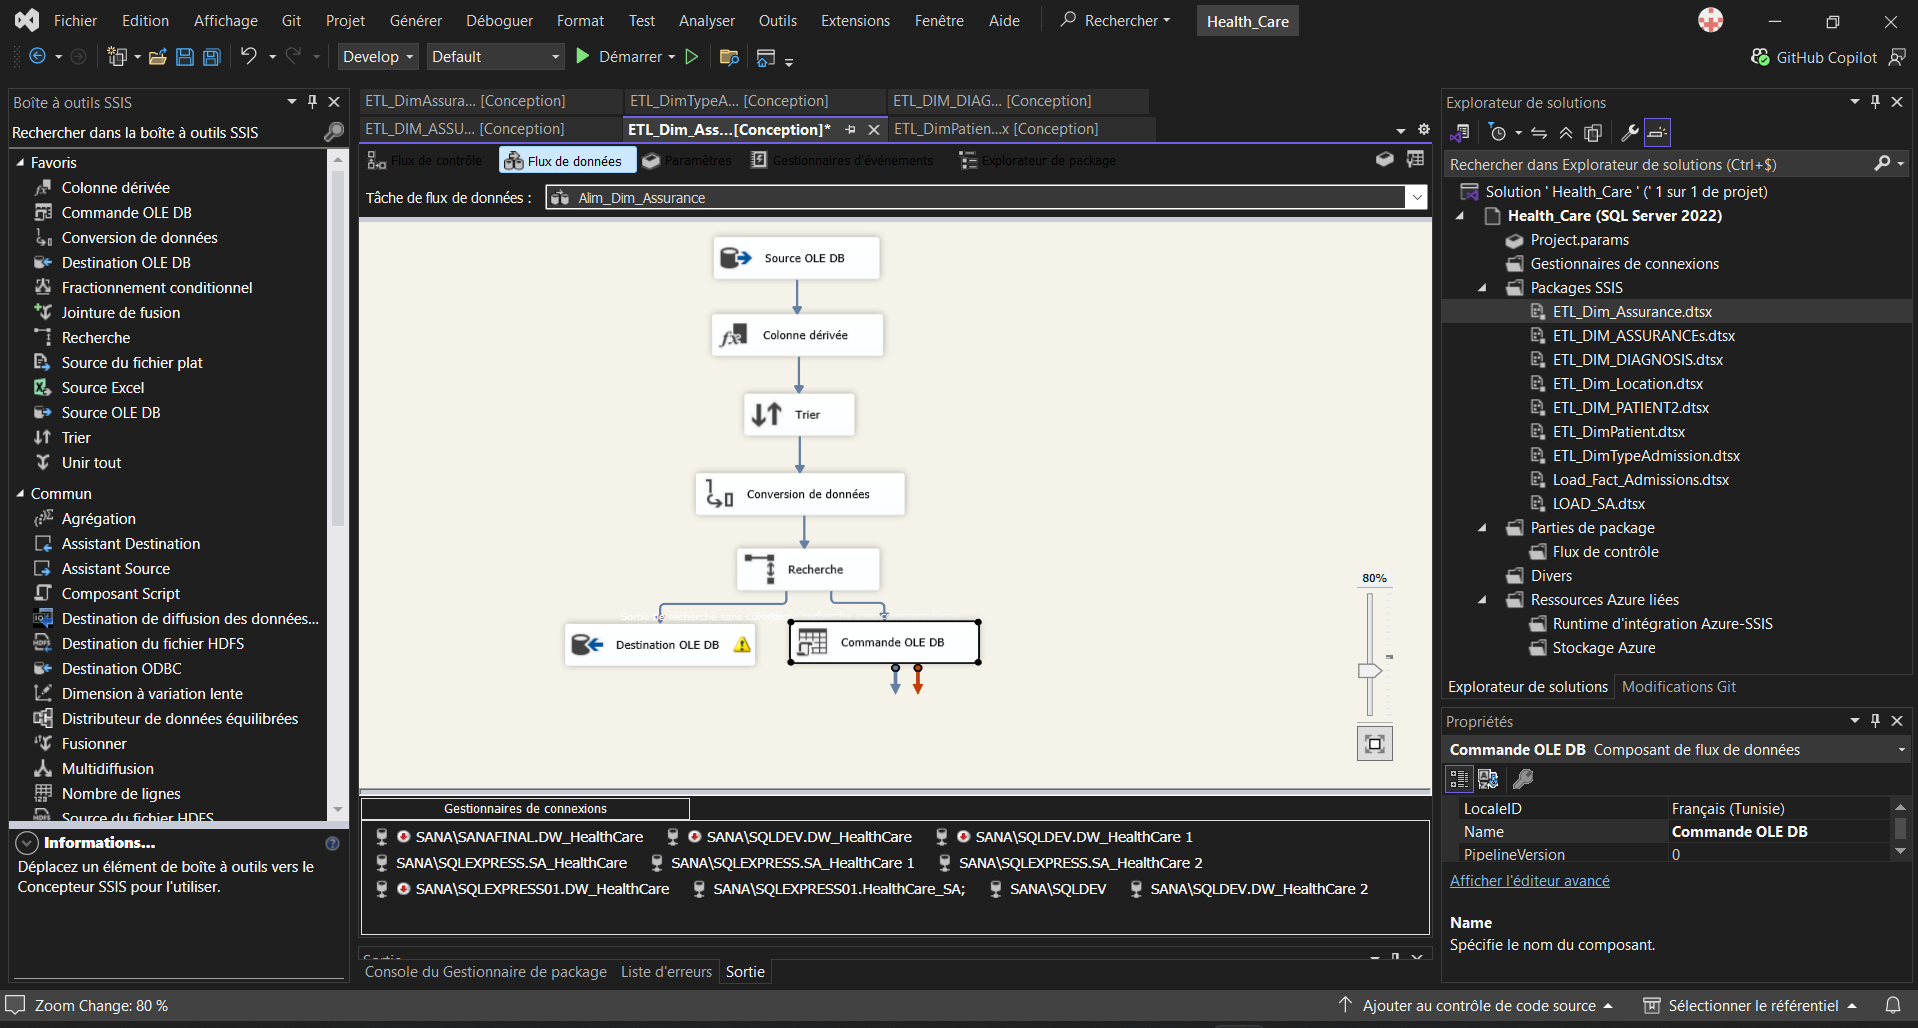 Fichier Edition Affichage Git Projet Générer Déboguer Format Test Analyser Outils Extensions Fenêtre Aide Rechercher Health_Care
Develop Default Démarrer GitHub Copilot
Boîte à outils SSIS
Rechercher dans la boîte à outils SSIS
Favoris
Colonne dérivée
Commande OLE DB
Conversion de données
Destination OLE DB
Fractionnement conditionnel
Jointure de fusion
Recherche
Source du fichier plat
Source Excel
Source OLE DB
Trier
Unir tout
Commun
Agrégation
Assistant Destination
Assistant Source
Composant Script
Destination de diffusion des données...
Destination du fichier HDFS
Destination ODBC
Dimension à variation lente
Distributeur de données équilibrées
Fusionner
Multidiffusion
Nombre de lignes
Source du fichier HDFS
Informations...
Déplacez un élément de boîte à outils vers le
Concepteur SSIS pour l'utiliser.
ETL_DimAssura... [Conception] ETL_DimTypeA... [Conception] ETL_DIM_DIAG... [Conception]
ETL_DIM_ASSU... [Conception] ETL_Dim_Ass...[Conception]* ETL_DimPatien...x [Conception]
Flux de contrôle Flux de données Paramètres Gestionnaires d'événements Explorateur de package
Tâche de flux de données : Alim_Dim_Assurance
Source OLE DB
Colonne dérivée
Trier
Conversion de données
Recherche
Destination OLE DB Commande OLE DB
80%
Gestionnaires de connexions
SANA\SANAFINAL.DW_HealthCare SANA\SQLDEV.DW_HealthCare SANA\SQLDEV.DW_HealthCare 1
SANA\SQLEXPRESS.SA_HealthCare SANA\SQLEXPRESS.SA_HealthCare 1 SANA\SQLEXPRESS.SA_HealthCare 2
SANA\SQLEXPRESS01.DW_HealthCare SANA\SQLEXPRESS01.HealthCare_SA; SANA\SQLDEV SANA\SQLDEV.DW_HealthCare 2
Sortie
Console du Gestionnaire de package Liste d'erreurs Sortie
Explorateur de solutions
Rechercher dans Explorateur de solutions (Ctrl+$)
Solution ' Health_Care ' (' 1 sur 1 de projet)
Health_Care (SQL Server 2022)
Project.params
Gestionnaires de connexions
Packages SSIS
ETL_Dim_Assurance.dtsx
ETL_DIM_ASSURANCEs.dtsx
ETL_DIM_DIAGNOSIS.dtsx
ETL_Dim_Location.dtsx
ETL_DIM_PATIENT2.dtsx
ETL_DimPatient.dtsx
ETL_DimTypeAdmission.dtsx
Load_Fact_Admissions.dtsx
LOAD_SA.dtsx
Parties de package
Flux de contrôle
Divers
Ressources Azure liées
Runtime d'intégration Azure-SSIS
Stockage Azure
Explorateur de solutions Modifications Git
Propriétés
Commande OLE DB Composant de flux de données
LocaleID Français (Tunisie)
Name Commande OLE DB
PipelineVersion 0
Afficher l'éditeur avancé
Name
Spécifie le nom du composant.
Zoom Change: 80 % Ajouter au contrôle de code source Sélectionner le référentiel